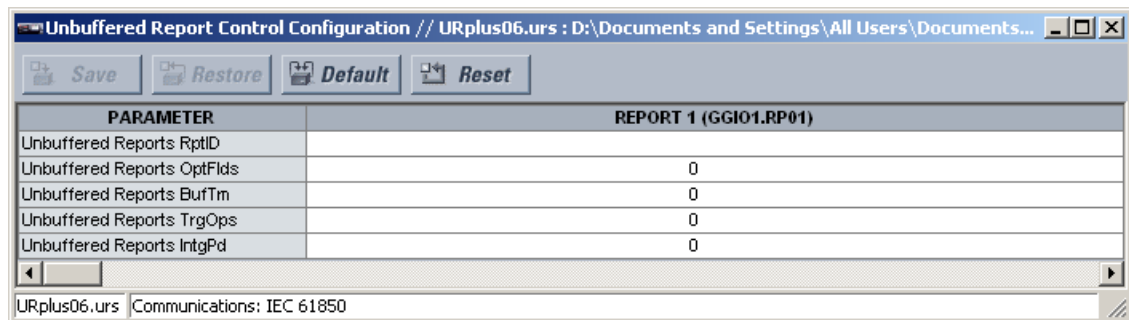 Unbuffered Report Control Configuration // URplus06.urs : D:\Documents and Settings\All Users\Documents...
Save Restore Default Reset
PARAMETER REPORT 1 (GGIO1.RP01)
Unbuffered Reports RptID
Unbuffered Reports OptFlds 0
Unbuffered Reports BufTm 0
Unbuffered Reports TrgOps 0
Unbuffered Reports IntgPd 0
URplus06.urs Communications: IEC 61850